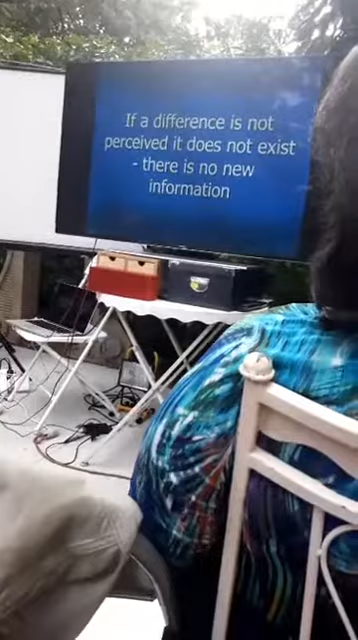 If a difference is not
perceived it does not exist
- there is no new
information